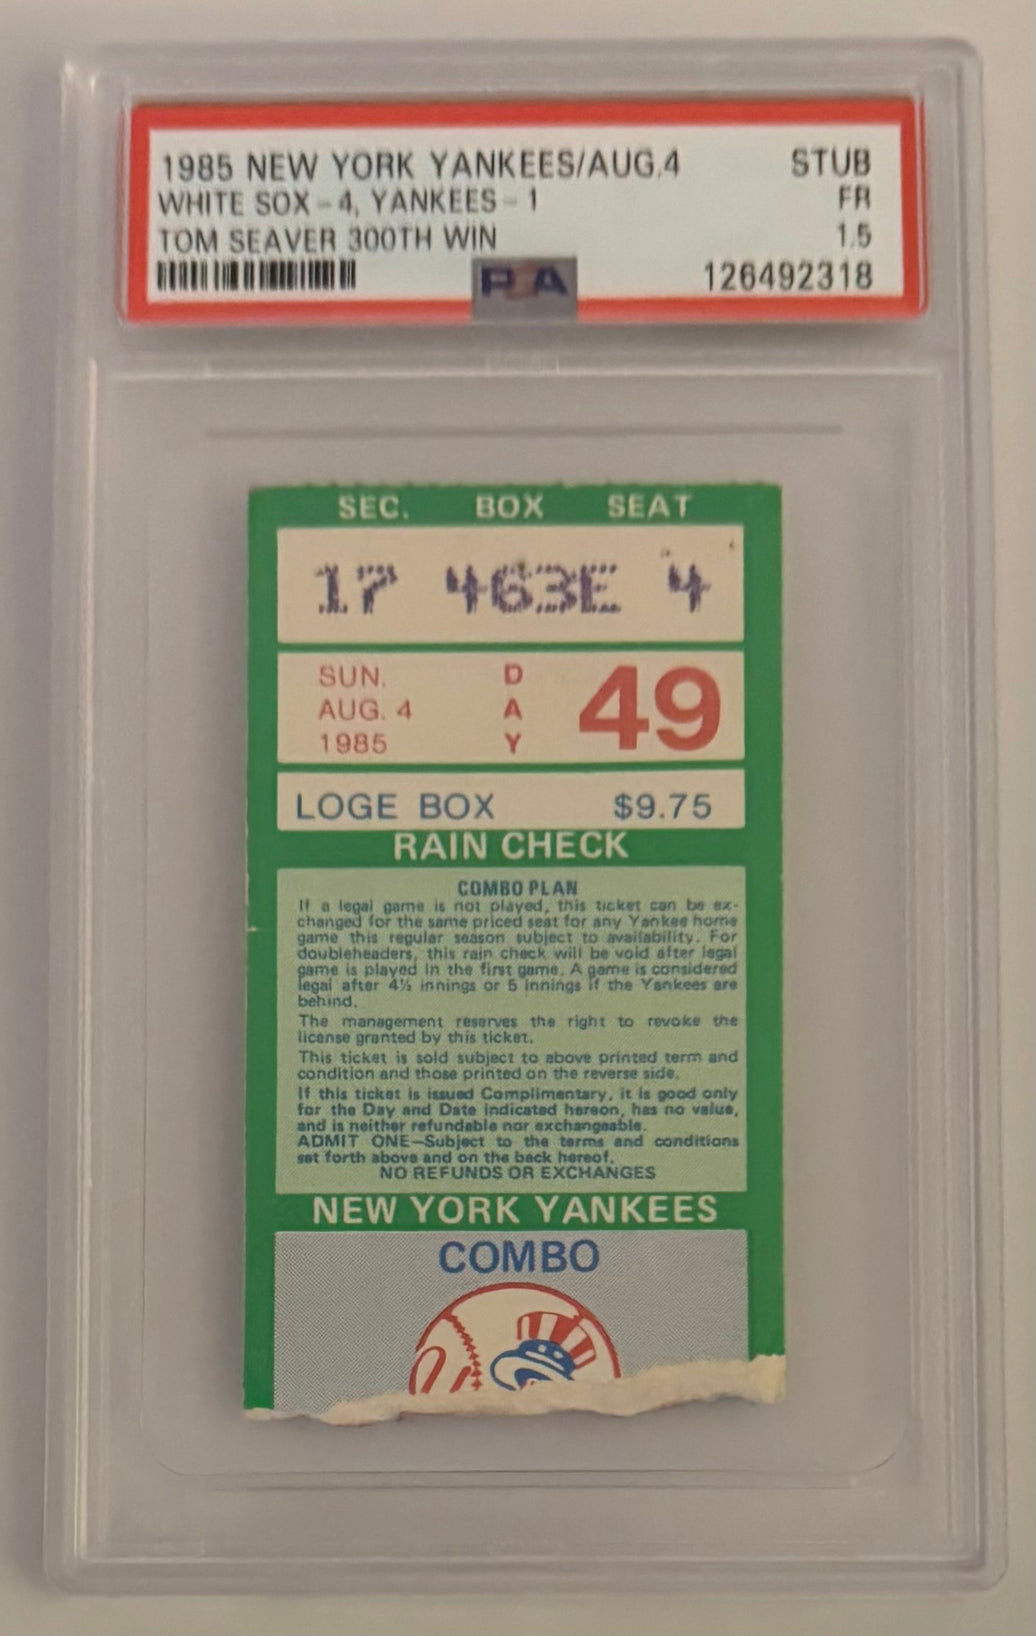 1985 NEW YORK YANKEES/AUG.4 STUB
WHITE SOX - 4, YANKEES - 1 FR
TOM SEAVER 300TH WIN 1.5
PSA 126492318
SEC. BOX SEAT
17 463E 4
SUN. D
AUG. 4 A 49
1985 Y
LOGE BOX $9.75
RAIN CHECK
COMBO PLAN
If a legal game is not played, this ticket can be ex-
changed for the same priced seat for any Yankee home
game this regular season subject to availability. For
doubleheaders, this rain check will be void after legal
game is played in the first game. A game is considered
legal after 4½ innings or 5 innings if the Yankees are
behind.
The management reserves the right to revoke the
license granted by this ticket.
This ticket is sold subject to above printed term and
condition and those printed on the reverse side.
If this ticket is issued Complimentary, it is good only
for the Day and Date indicated hereon, has no value,
and is neither refundable nor exchangeable.
ADMIT ONE—Subject to the terms and conditions
set forth above and on the back hereof.
NO REFUNDS OR EXCHANGES
NEW YORK YANKEES
COMBO